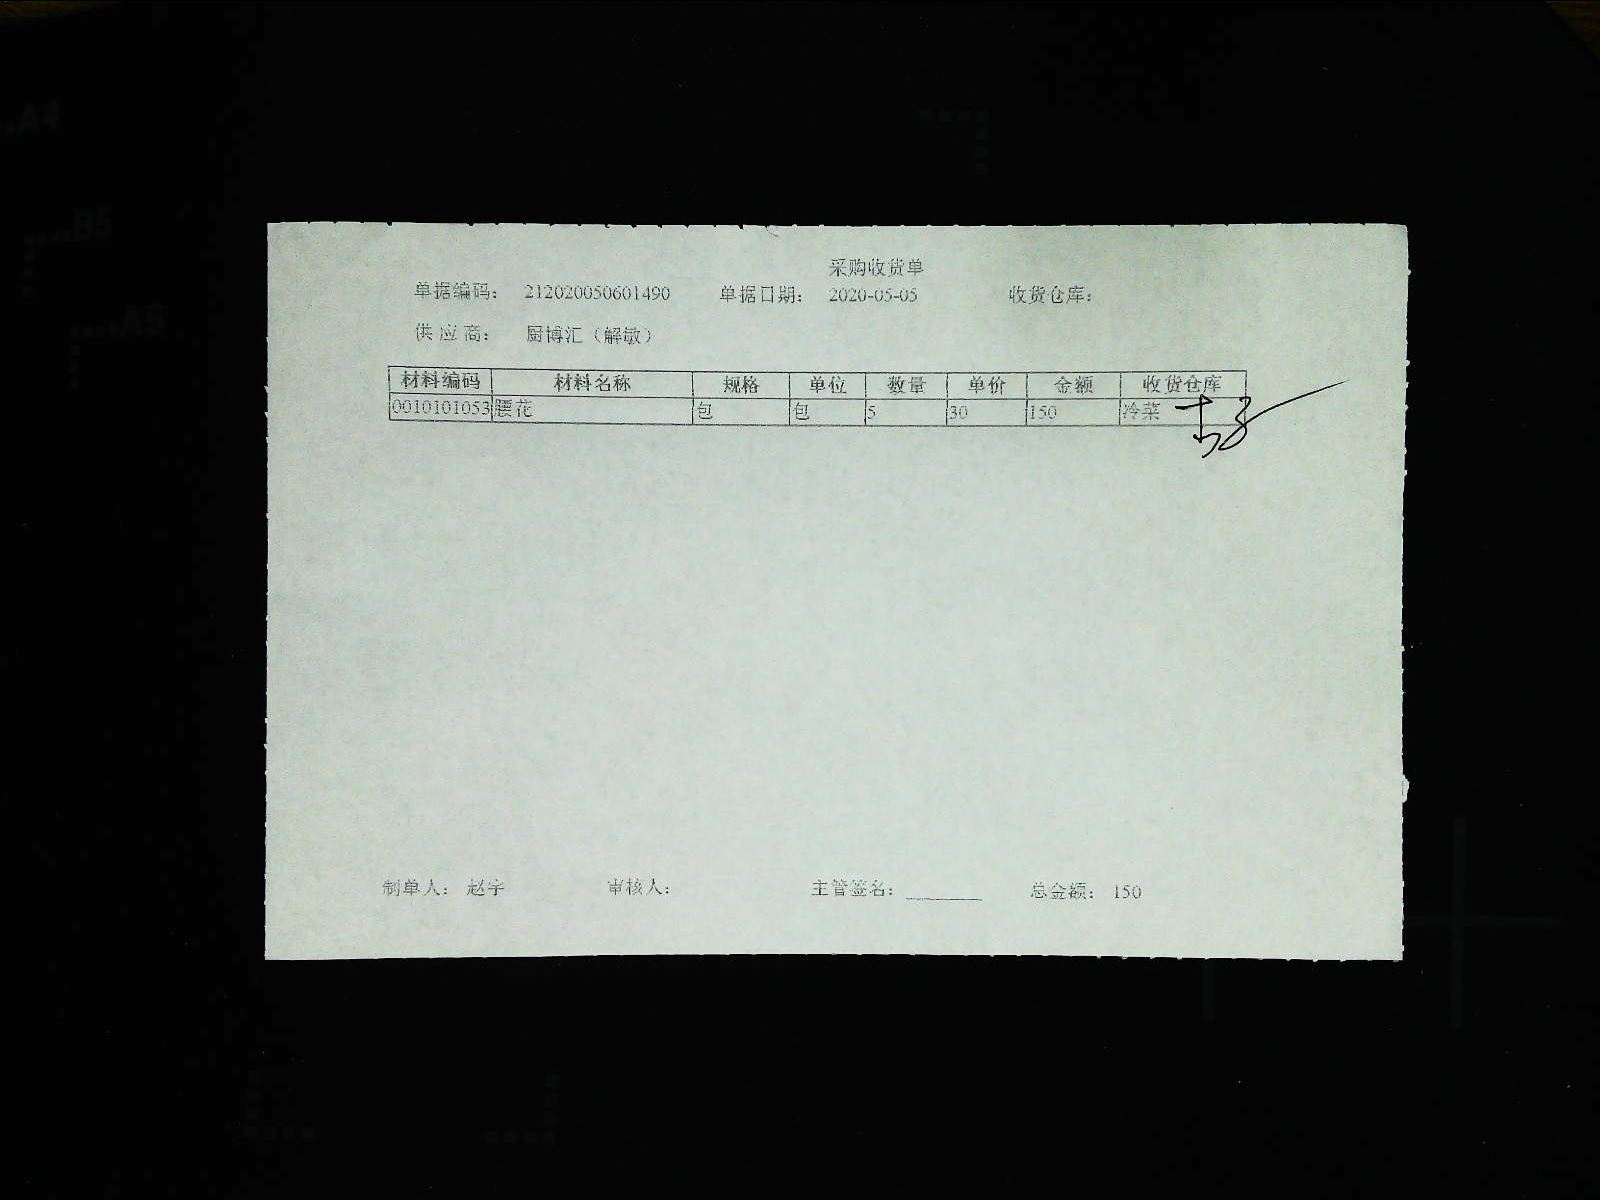 A4
B5
A5
采购收货单
单据编码： 212020050601490 单据日期： 2020-05-05 收货仓库：
供应商： 厨博汇（解敏）
材料编码 材料名称 规格 单位 数量 单价 金额 收货仓库
0010101053 腰花 包 包 5 30 150 冷菜
制单人： 赵宇 审核人： 主管签名： 总金额： 150